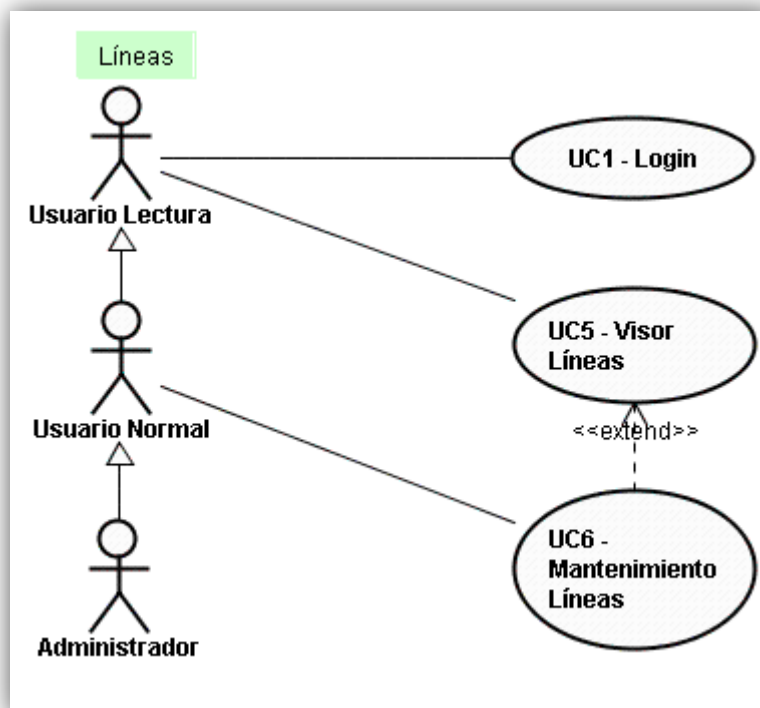 Líneas
UC1 - Login
Usuario Lectura
UC5 - Visor
Líneas
Usuario Normal
<<extend>>
UC6 -
Mantenimiento
Líneas
Administrador